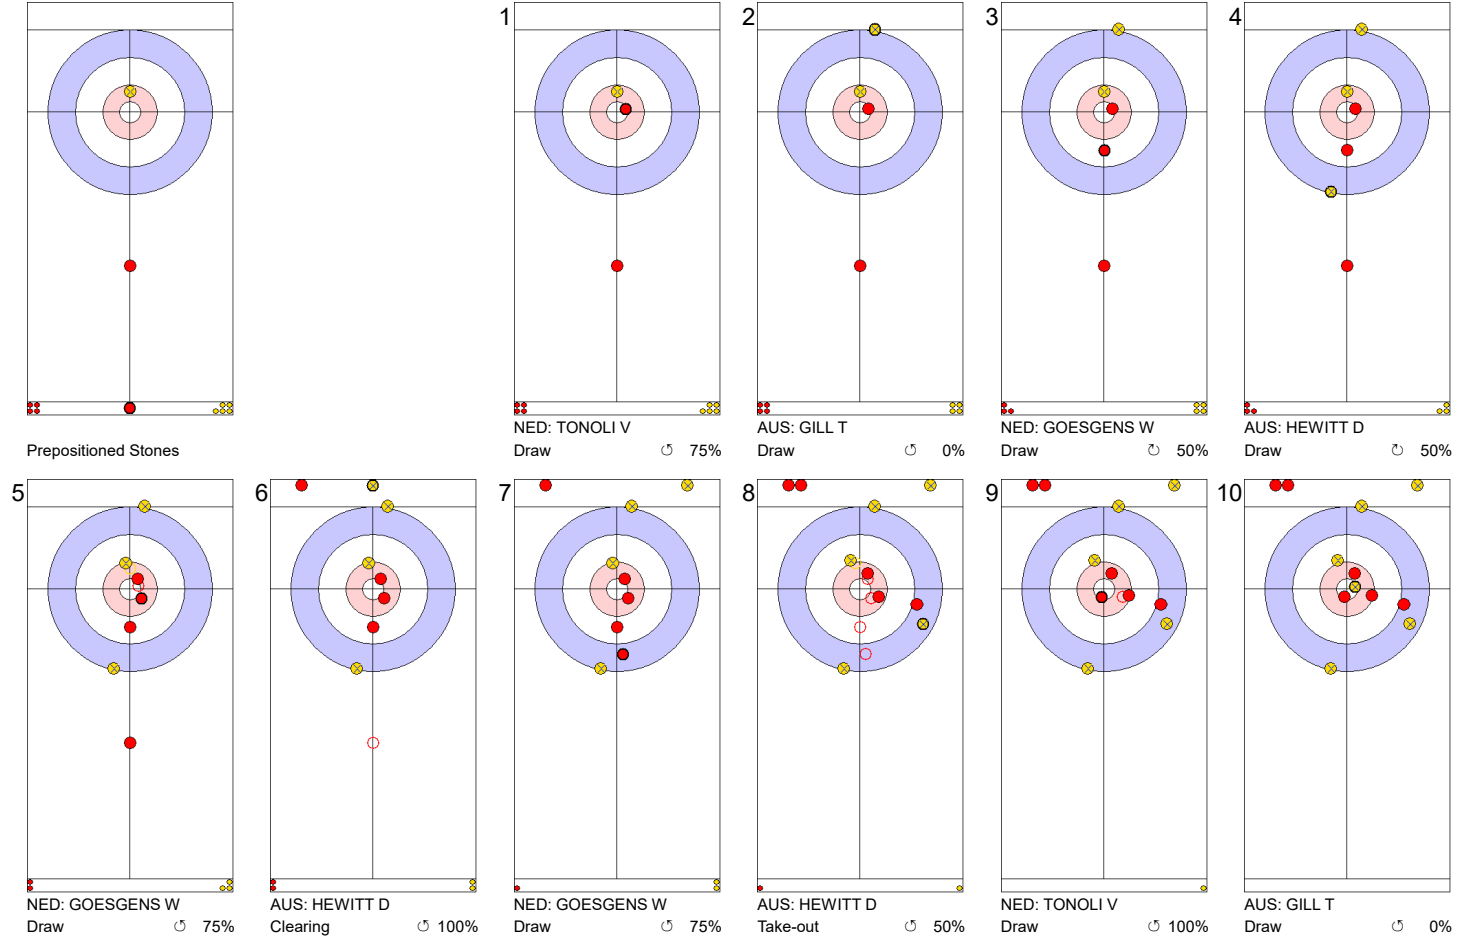 1
2
3
4
Prepositioned Stones
NED: TONOLI V
Draw ↺ 75%
AUS: GILL T
Draw ↺ 0%
NED: GOESGENS W
Draw ↻ 50%
AUS: HEWITT D
Draw ↻ 50%
5
6
7
8
9
10
NED: GOESGENS W
Draw ↺ 75%
AUS: HEWITT D
Clearing ↺ 100%
NED: GOESGENS W
Draw ↺ 75%
AUS: HEWITT D
Take-out ↺ 50%
NED: TONOLI V
Draw ↺ 100%
AUS: GILL T
Draw ↺ 0%